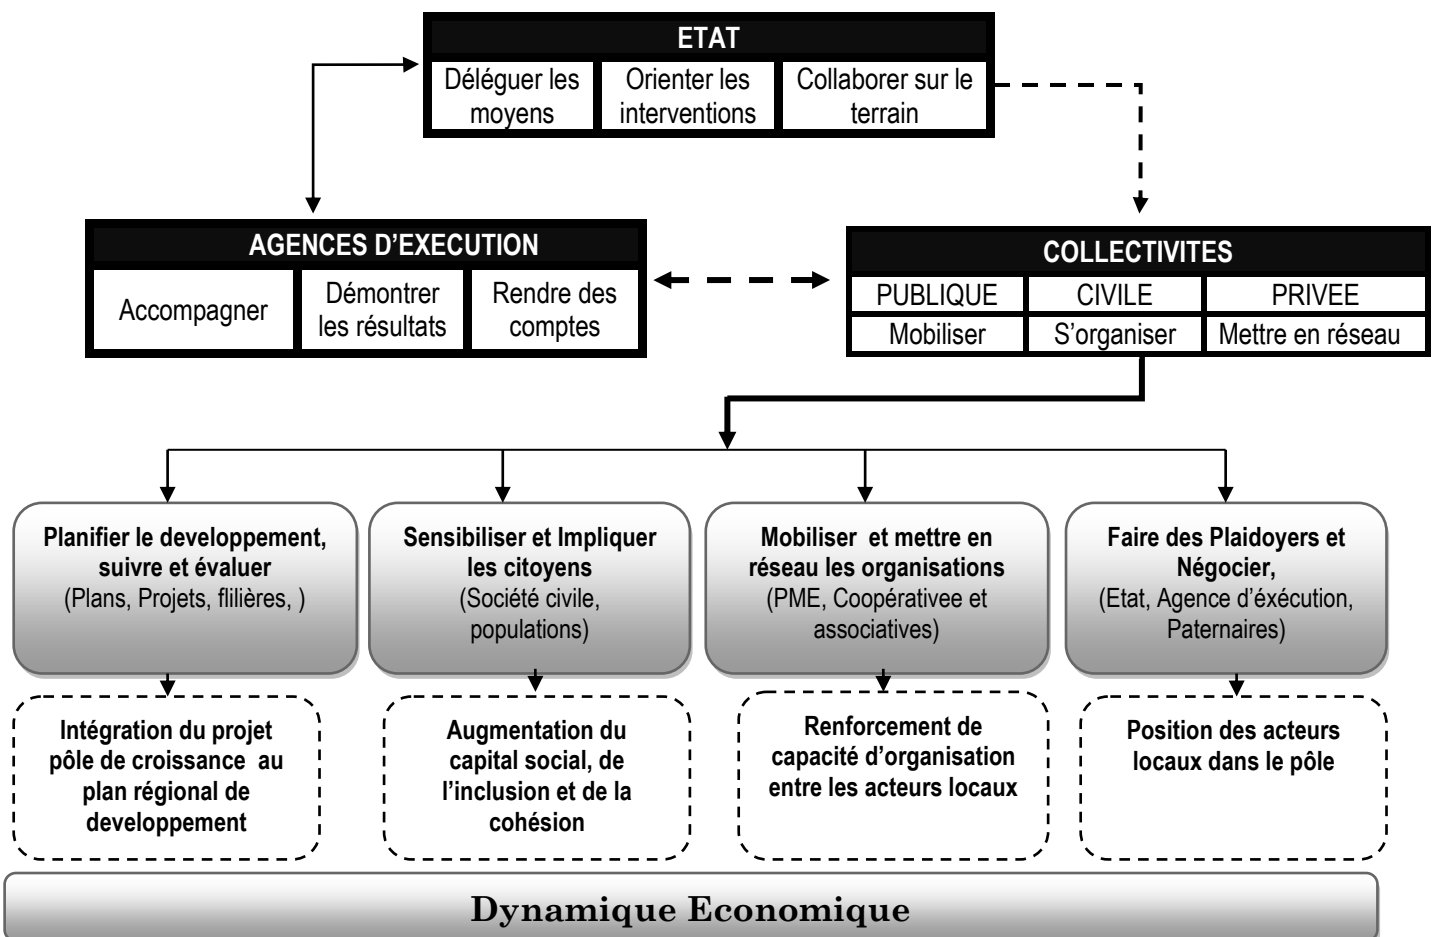 ETAT
Déléguer les
moyens
Orienter les
interventions
Collaborer sur le
terrain
AGENCES D'EXECUTION
Accompagner
Démontrer
les résultats
Rendre des
comptes
COLLECTIVITES
PUBLIQUE
CIVILE
PRIVEE
Mobiliser
S'organiser
Mettre en réseau
Planifier le developpement,
suivre et évaluer
(Plans, Projets, flilières, )
Sensibiliser et Impliquer
les citoyens
(Société civile,
populations)
Mobiliser et mettre en
réseau les organisations
(PME, Coopérativee et
associatives)
Faire des Plaidoyers et
Négocier,
(Etat, Agence d'éxécution,
Paternaires)
Intégration du projet
pôle de croissance au
plan régional de
developpement
Augmentation du
capital social, de
l'inclusion et de la
cohésion
Renforcement de
capacité d'organisation
entre les acteurs locaux
Position des acteurs
locaux dans le pôle
Dynamique Economique